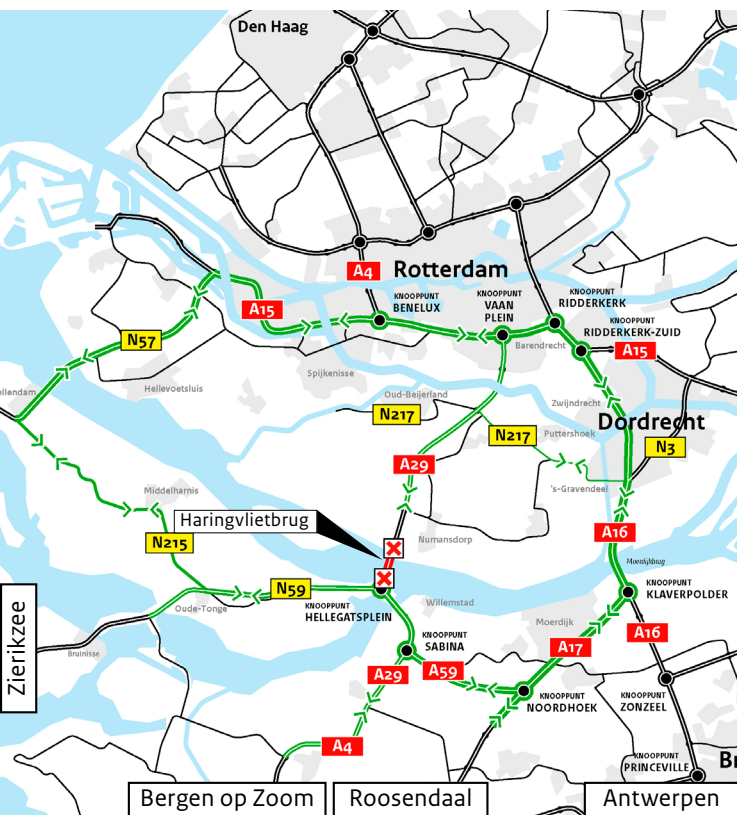 Den Haag
A4
Rotterdam
KNOOPPUNT
BENELUX
KNOOPPUNT
VAAN
PLEIN
KNOOPPUNT
RIDDERKERK
KNOOPPUNT
RIDDERKERK-ZUID
A15
A15
N57
Barendrecht
Spijkenisse
Hellevoetsluis
ellendam
Oud-Beijerland
N217
Zwijndrecht
Dordrecht
N217
Puttershoek
N3
A29
's-Gravendeel
Middelharnis
Haringvlietbrug
N215
Numansdorp
A16
Moerdijkbrug
N59
Oude-Tonge
KNOOPPUNT
HELLEGATSPLEIN
Willemstad
KNOOPPUNT
KLAVERPOLDER
Moerdijk
A16
KNOOPPUNT
SABINA
A17
Zierikzee
Bruinisse
A29
A59
KNOOPPUNT
NOORDHOEK
KNOOPPUNT
ZONZEEL
A4
KNOOPPUNT
PRINCEVILLE
Br
Bergen op Zoom
Roosendaal
Antwerpen